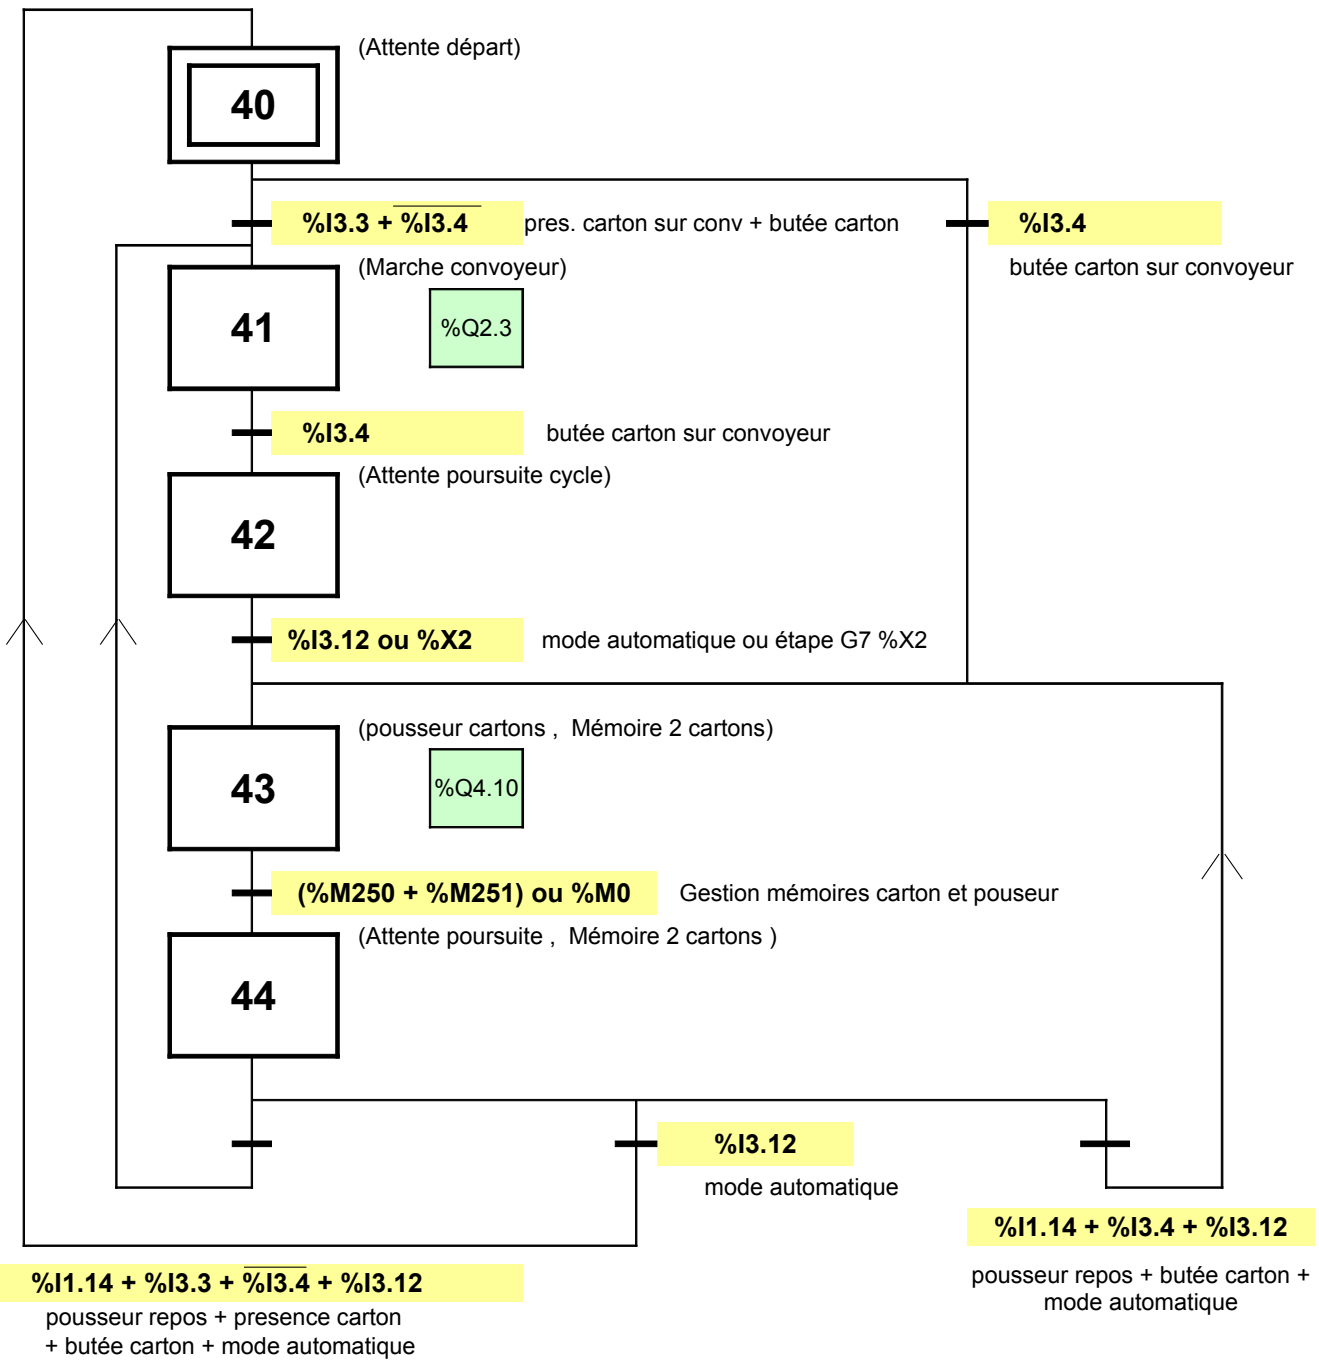 (Attente départ)
40
%I3.3 + %I3.4 pres. carton sur conv + butée carton
%I3.4
(Marche convoyeur)
butée carton sur convoyeur
41
%Q2.3
%I3.4 butée carton sur convoyeur
(Attente poursuite cycle)
42
%I3.12 ou %X2 mode automatique ou étape G7 %X2
(pousseur cartons , Mémoire 2 cartons)
43
%Q4.10
(%M250 + %M251) ou %M0 Gestion mémoires carton et pouseur
(Attente poursuite , Mémoire 2 cartons )
44
%I3.12
mode automatique
%I1.14 + %I3.4 + %I3.12
pousseur repos + butée carton +
mode automatique
%I1.14 + %I3.3 + %I3.4 + %I3.12
pousseur repos + presence carton
+ butée carton + mode automatique